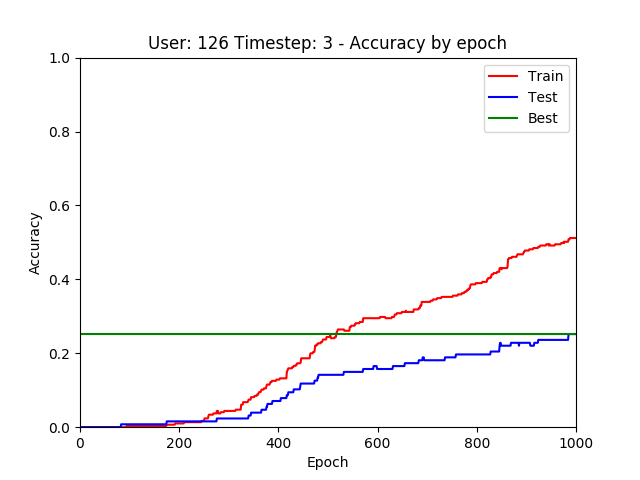 User: 126 Timestep: 3 - Accuracy by epoch
Train
Test
Best
Accuracy
1.0
0.8
0.6
0.4
0.2
0.0
0 200 400 600 800 1000
Epoch